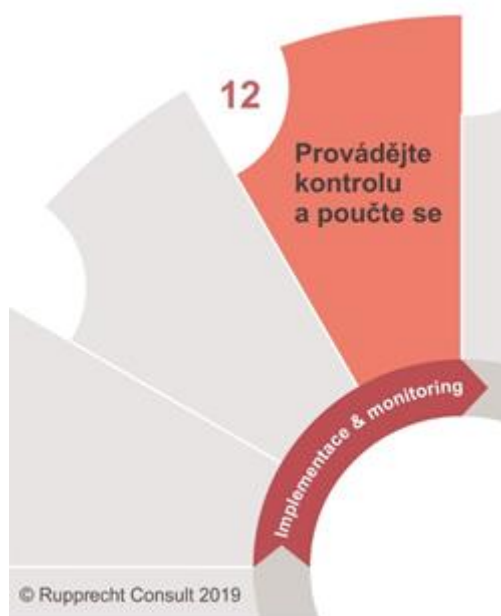 12
Provádějte
kontrolu
a poučte se
Implementace & monitoring
© Rupprecht Consult 2019